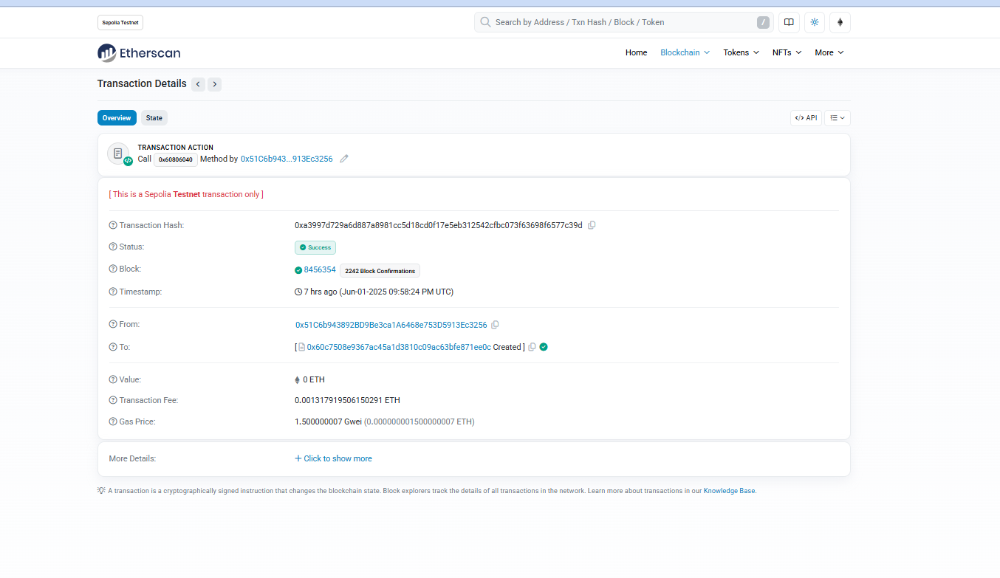 Sepolia Testnet
Search by Address / Txn Hash / Block / Token
/
Etherscan
Home
Blockchain
Tokens
NFTs
More
Transaction Details
Overview
State
</> API
TRANSACTION ACTION
Call 0x60806040 Method by 0x51C6b943...913Ec3256
[ This is a Sepolia Testnet transaction only ]
Transaction Hash: 0xa3997d729a6d887a8981cc5d18cd0f17e5eb312542cfbc073f63698f6577c39d
Status: Success
Block: 8456354 2242 Block Confirmations
Timestamp: 7 hrs ago (Jun-01-2025 09:58:24 PM UTC)
From: 0x51C6b943892BD9Be3ca1A6468e753D5913Ec3256
To: [ 0x60c7508e9367ac45a1d3810c09ac63bfe871ee0c Created ]
Value: 0 ETH
Transaction Fee: 0.001317919506150291 ETH
Gas Price: 1.500000007 Gwei (0.000000001500000007 ETH)
More Details: + Click to show more
A transaction is a cryptographically signed instruction that changes the blockchain state. Block explorers track the details of all transactions in the network. Learn more about transactions in our Knowledge Base.